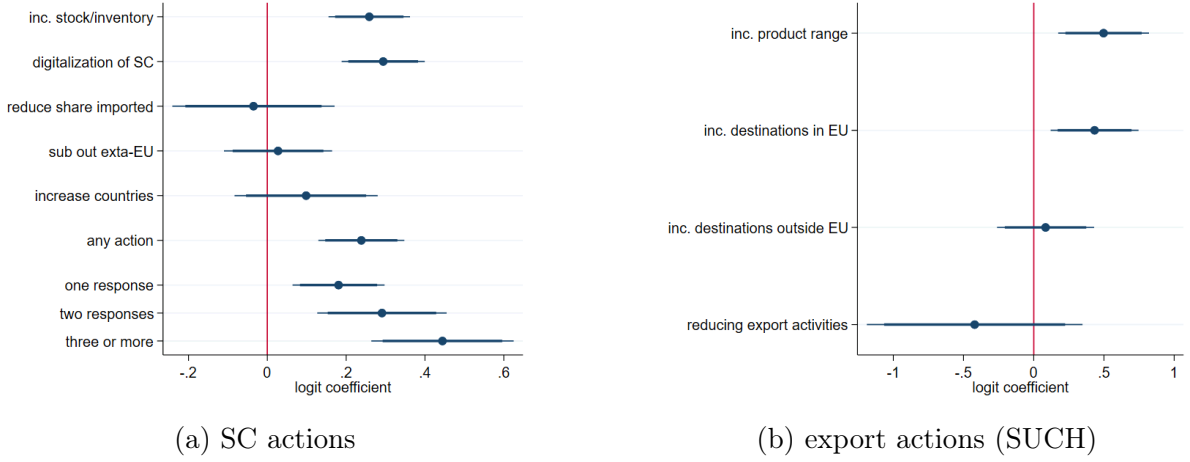 inc. stock/inventory
digitalization of SC
reduce share imported
sub out exta-EU
increase countries
any action
one response
two responses
three or more
-.2 0 .2 .4 .6
logit coefficient
(a) SC actions
inc. product range
inc. destinations in EU
inc. destinations outside EU
reducing export activities
-1 -.5 0 .5 1
logit coefficient
(b) export actions (SUCH)